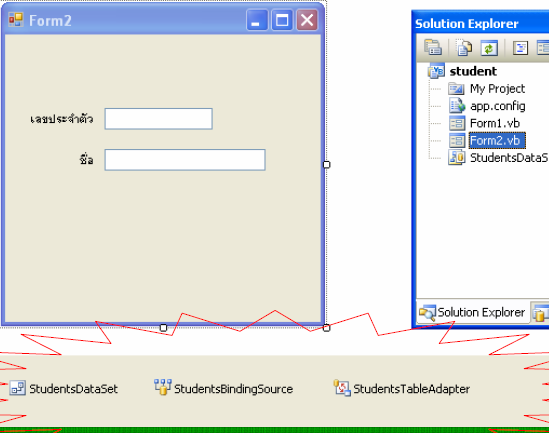 Form2
เลขประจำตัว
ชื่อ
Solution Explorer
student
My Project
app.config
Form1.vb
Form2.vb
StudentsDataS
Solution Explorer
StudentsDataSet
StudentsBindingSource
StudentsTableAdapter